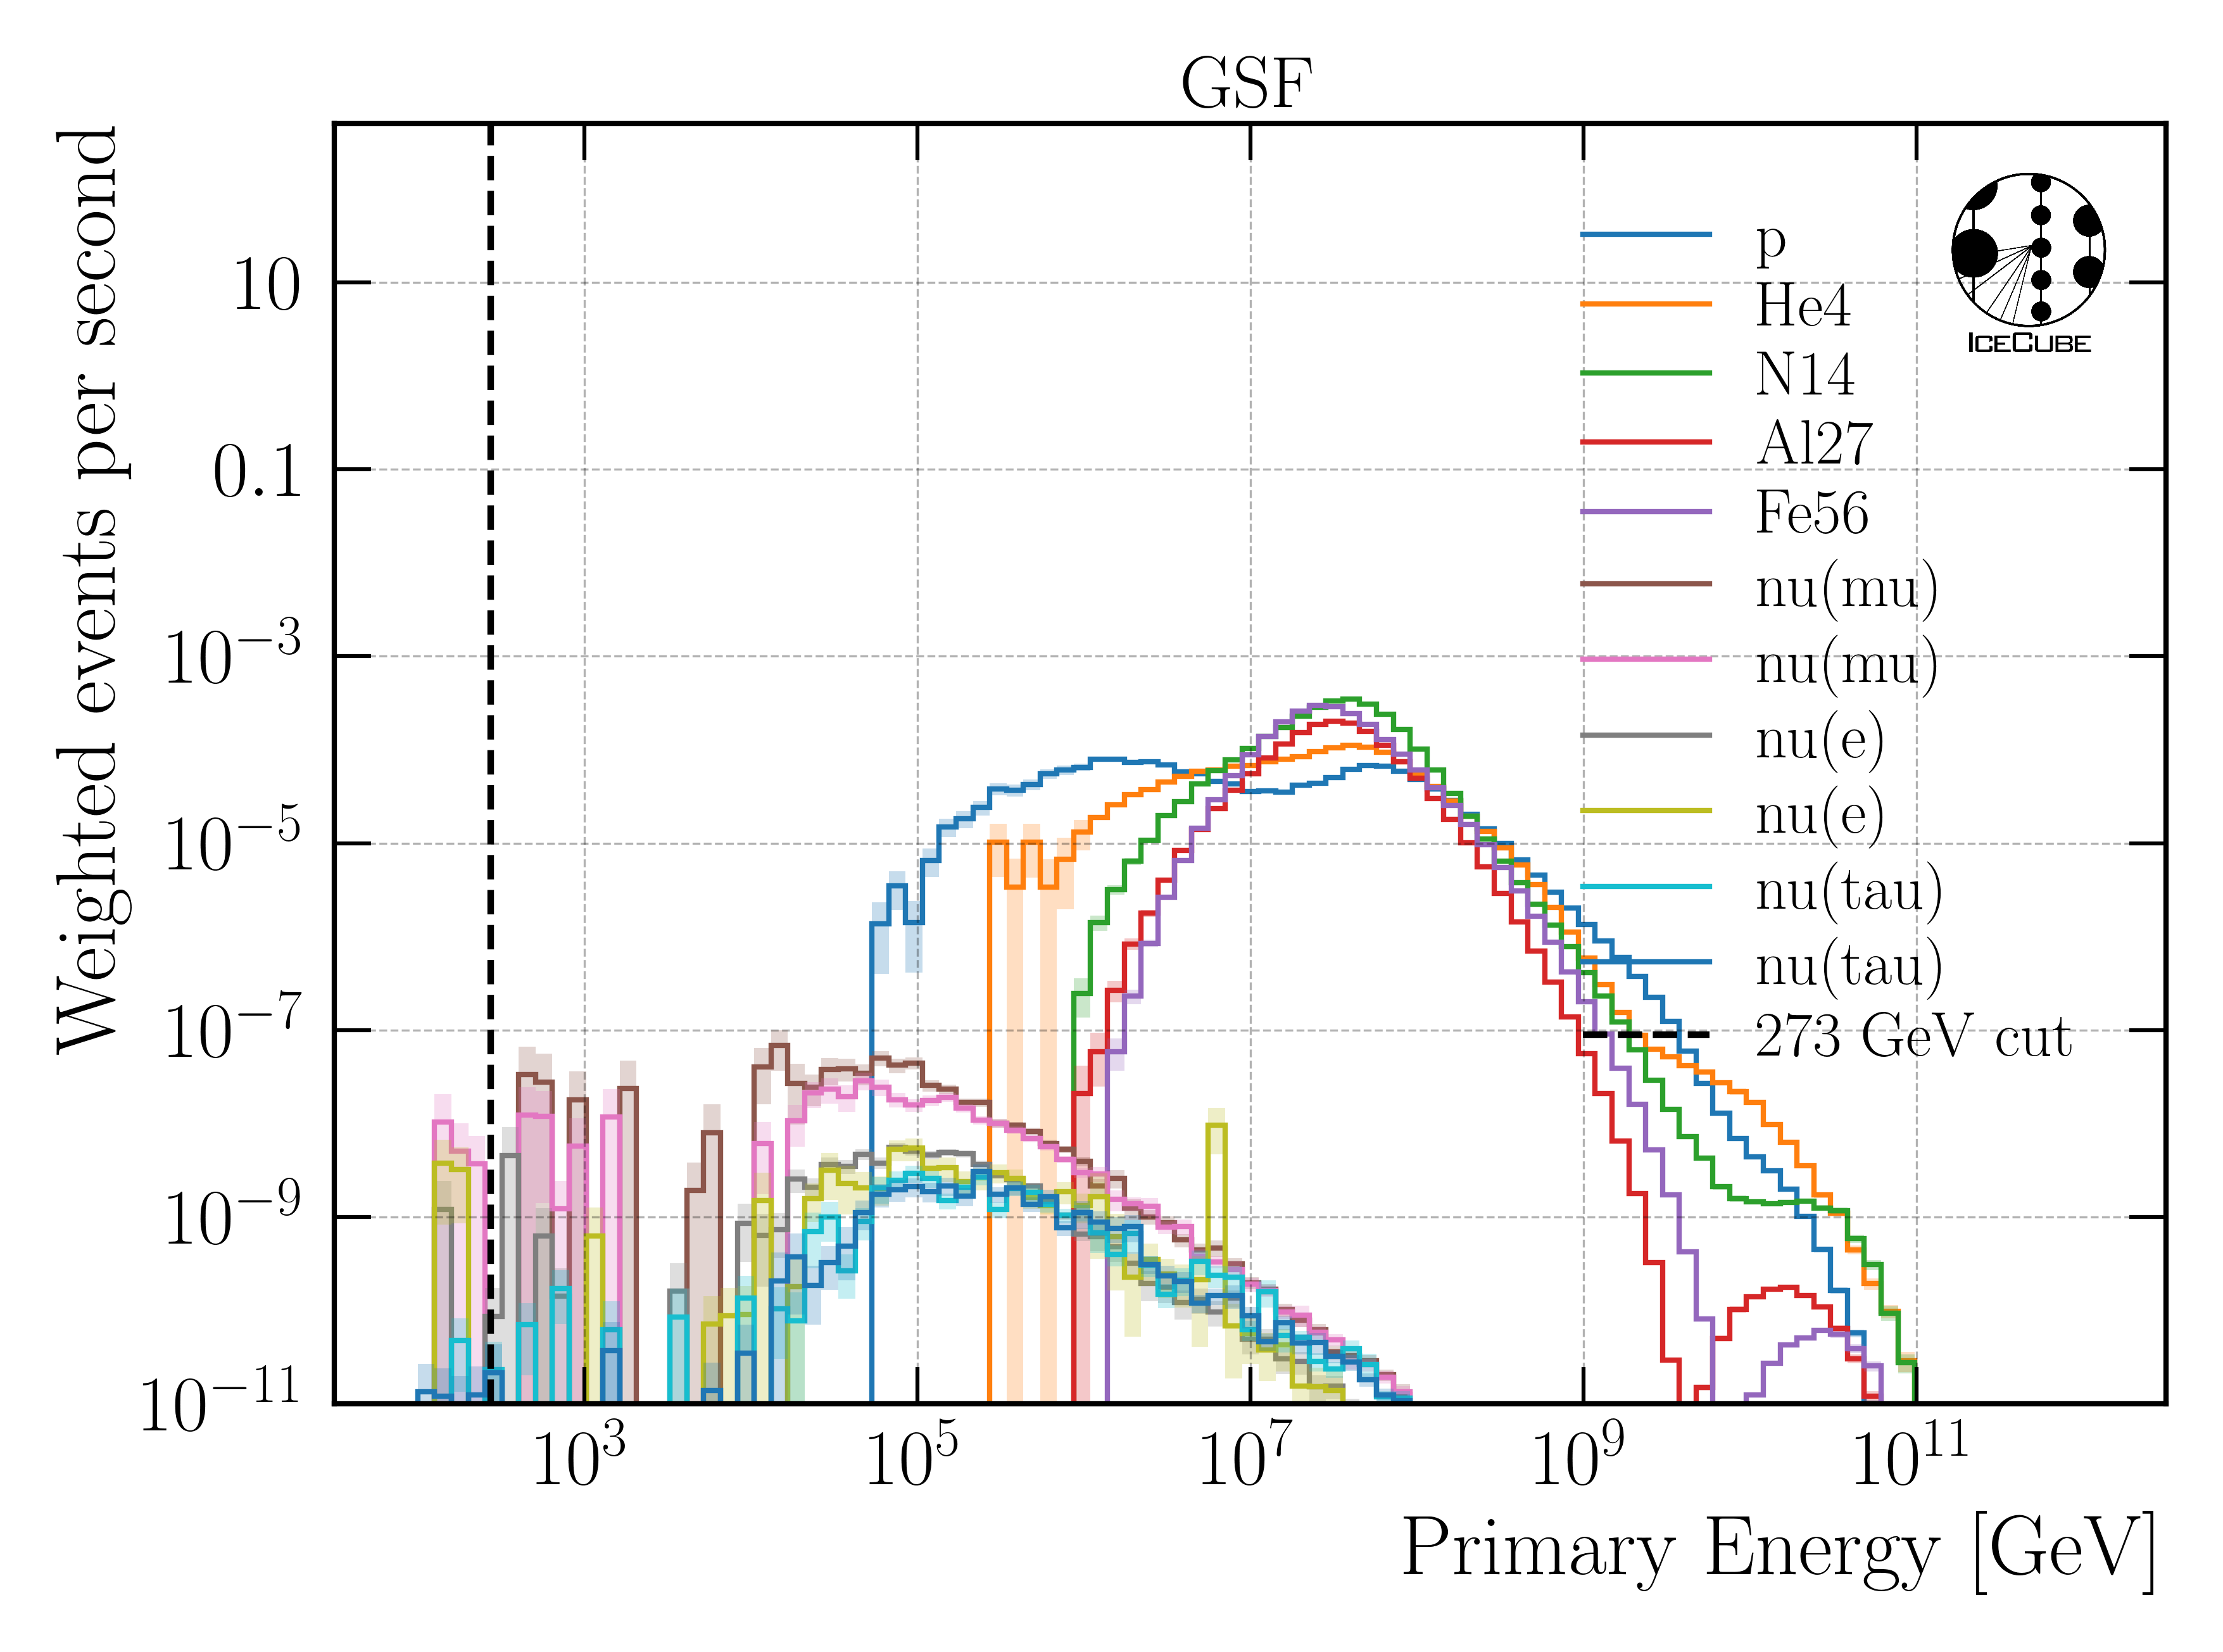 GSF
Weighted events per second
10
0.1
10−3
10−5
10−7
10−9
10−11
p
He4
N14
Al27
Fe56
nu(mu)
nu(mu)
nu(e)
nu(e)
nu(tau)
nu(tau)
273 GeV cut
ICECUBE
103
105
107
109
1011
Primary Energy [GeV]